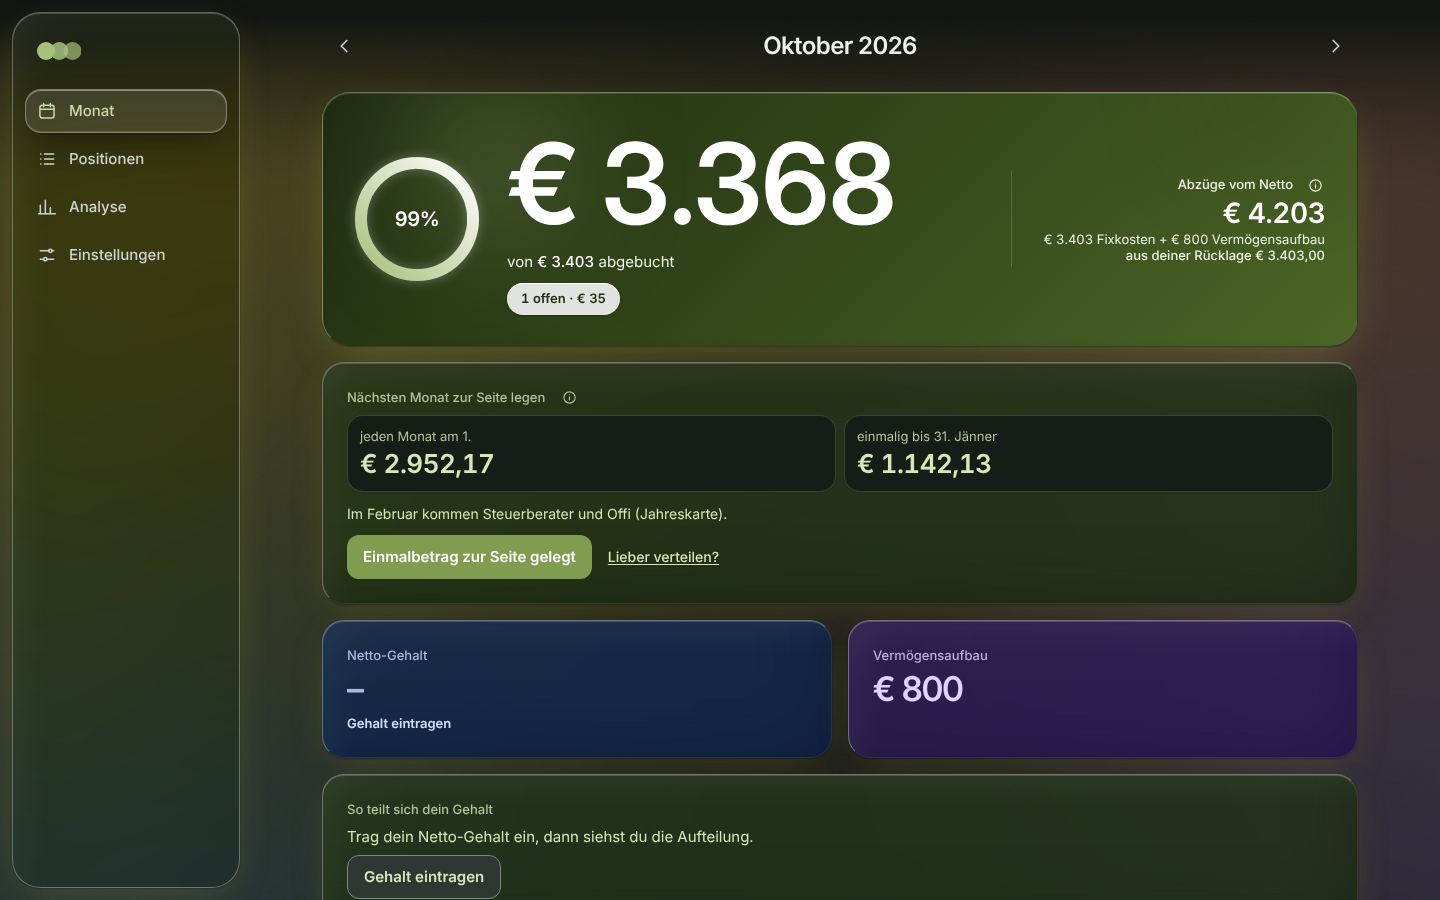 Oktober 2026
Monat
Positionen
Analyse
Einstellungen
99%
€ 3.368
von € 3.403 abgebucht
1 offen · € 35
Abzüge vom Netto
€ 4.203
€ 3.403 Fixkosten + € 800 Vermögensaufbau
aus deiner Rücklage € 3.403,00
Nächsten Monat zur Seite legen
jeden Monat am 1.
€ 2.952,17
einmalig bis 31. Jänner
€ 1.142,13
Im Februar kommen Steuerberater und Offi (Jahreskarte).
Einmalbetrag zur Seite gelegt
Lieber verteilen?
Netto-Gehalt
–
Gehalt eintragen
Vermögensaufbau
€ 800
So teilt sich dein Gehalt
Trag dein Netto-Gehalt ein, dann siehst du die Aufteilung.
Gehalt eintragen